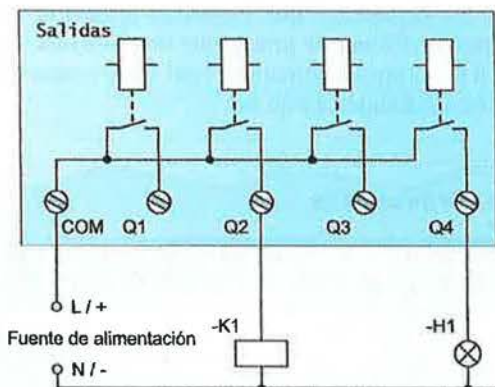 Salidas
COM Q1 Q2 Q3 Q4
L / +
-K1 -H1
Fuente de alimentación
N / -